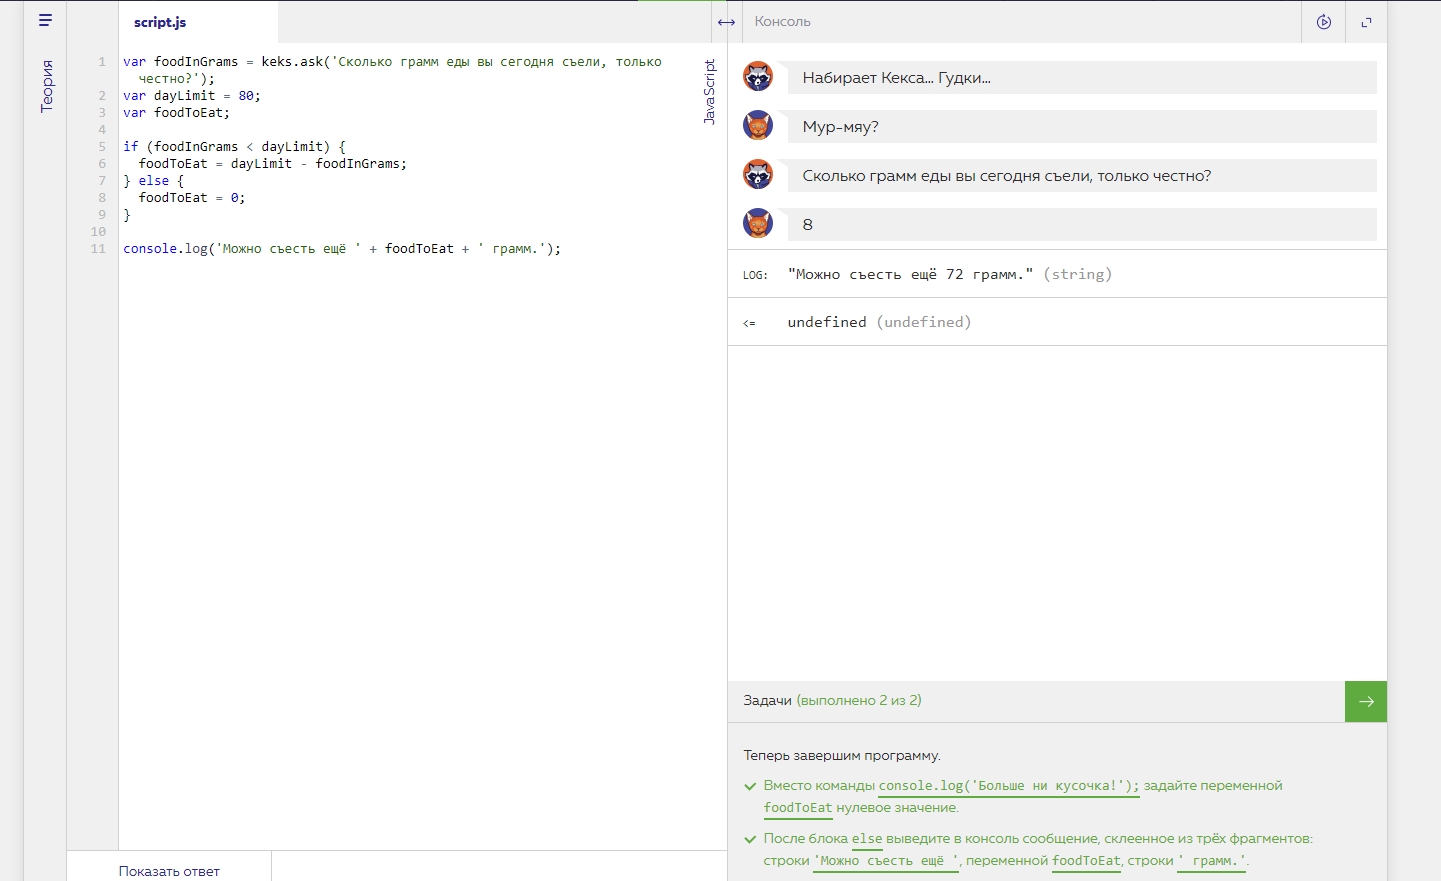 script.js
Теория
1 var foodInGrams = keks.ask('Сколько грамм еды вы сегодня съели, только
честно?');
2 var dayLimit = 80;
3 var foodToEat;
4
5 if (foodInGrams < dayLimit) {
6 foodToEat = dayLimit - foodInGrams;
7 } else {
8 foodToEat = 0;
9 }
10
11 console.log('Можно съесть ещё ' + foodToEat + ' грамм.');
JavaScript
Показать ответ
Консоль
Набирает Кекса... Гудки...
Мур-мяу?
Сколько грамм еды вы сегодня съели, только честно?
8
LOG: "Можно съесть ещё 72 грамм." (string)
<= undefined (undefined)
Задачи (выполнено 2 из 2)
Теперь завершим программу.
Вместо команды console.log('Больше ни кусочка!'); задайте переменной
foodToEat нулевое значение.
После блока else выведите в консоль сообщение, склеенное из трёх фрагментов:
строки 'Можно съесть ещё ', переменной foodToEat, строки ' грамм.'.